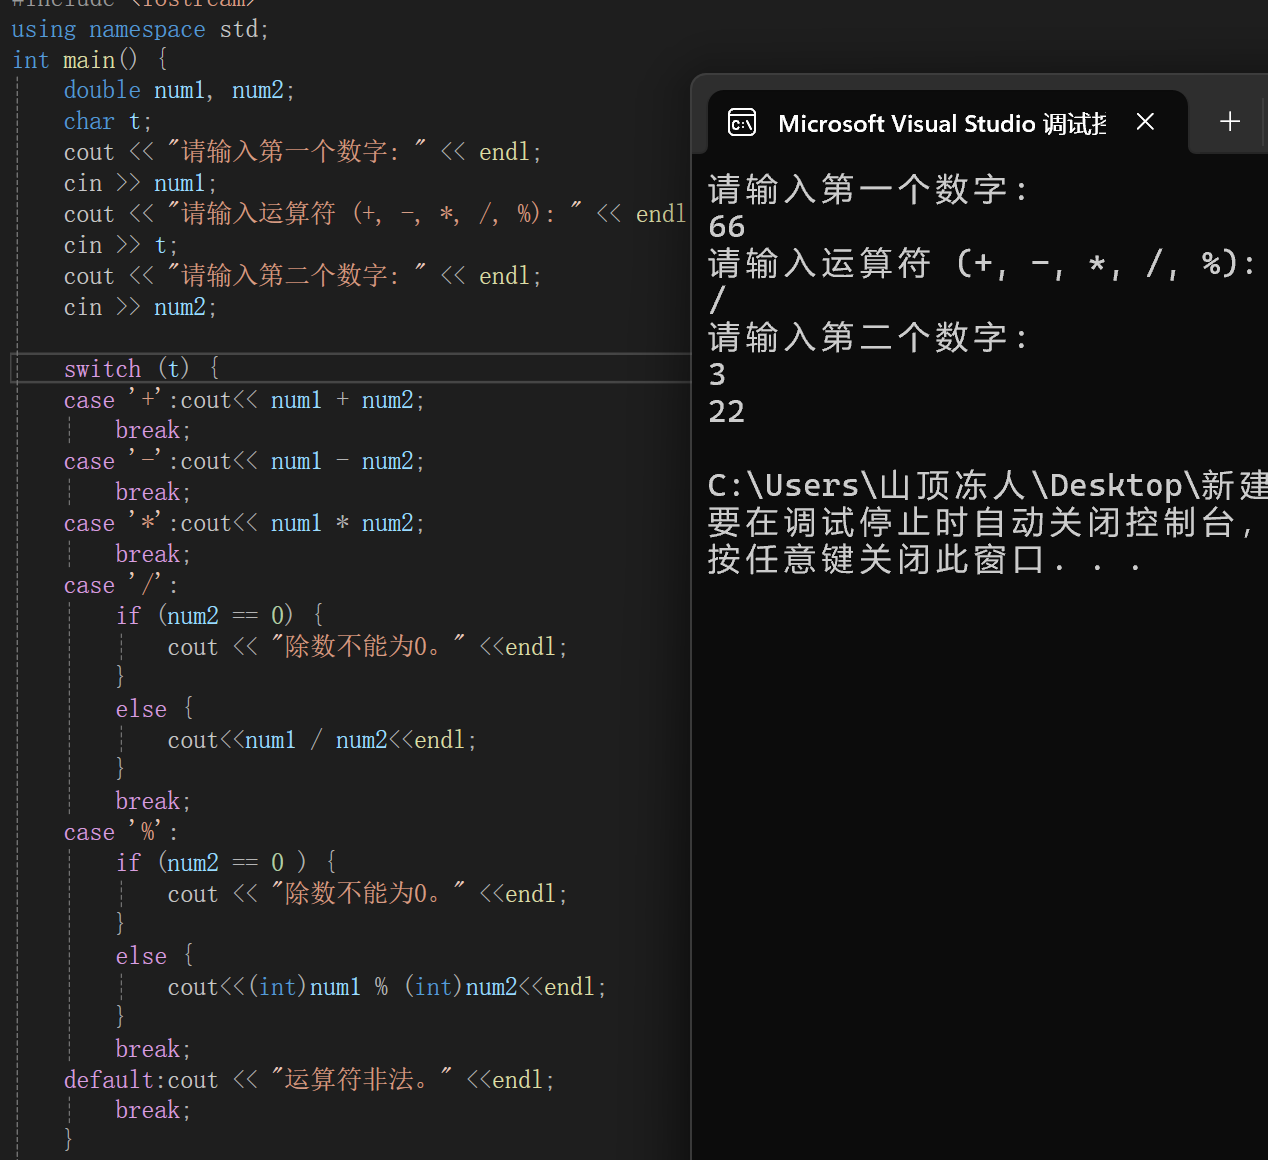 #include <iostream>
using namespace std;
int main() {
double num1, num2;
char t;
cout << "请输入第一个数字: " << endl;
cin >> num1;
cout << "请输入运算符 (+, -, *, /, %): " << endl
cin >> t;
cout << "请输入第二个数字: " << endl;
cin >> num2;
switch (t) {
case '+':cout<< num1 + num2;
break;
case '-':cout<< num1 - num2;
break;
case '*':cout<< num1 * num2;
break;
case '/':
if (num2 == 0) {
cout << "除数不能为0。" <<endl;
}
else {
cout<<num1 / num2<<endl;
}
break;
case '%':
if (num2 == 0 ) {
cout << "除数不能为0。" <<endl;
}
else {
cout<<(int)num1 % (int)num2<<endl;
}
break;
default:cout << "运算符非法。" <<endl;
break;
}
Microsoft Visual Studio 调试控
请输入第一个数字:
66
请输入运算符 (+, -, *, /, %):
/
请输入第二个数字:
3
22
C:\Users\山顶冻人\Desktop\新建
要在调试停止时自动关闭控制台,
按任意键关闭此窗口. . .